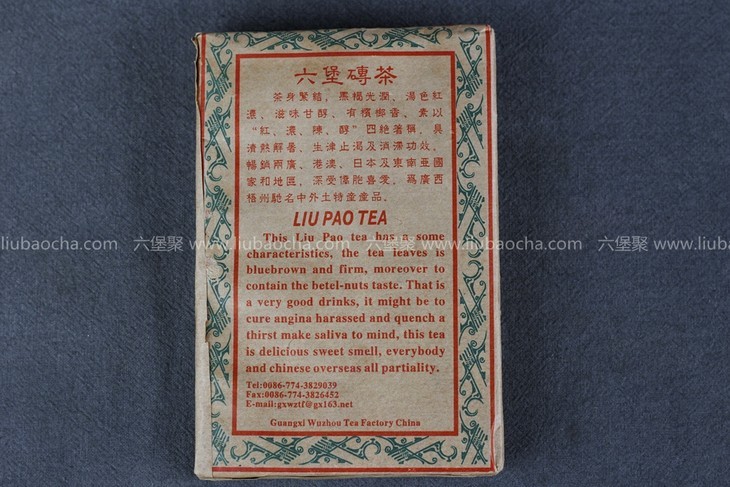 六堡磚茶
茶身緊結、黑褐光潤、湯色紅
濃、滋味甘醇、有檳榔香、素以
“紅、濃、陳、醇”四絶著稱，具
清熱解暑、生津止渴及消滯功效，
暢銷兩廣、港澳、日本及東南亞國
家和地區，深受僑胞喜愛，爲廣西
梧州馳名中外土特産産品。
LIU PAO TEA
www.liubaocha.com 六堡聚 www.liubaocha.com 六堡聚 www.liubaocha.com
This Liu Pao tea has a some
characteristics, the tea leaves is
bluebrown and firm, moreover to
contain the betel-nuts taste. That is
a very good drinks, it might be to
cure angina harassed and quench a
thirst make saliva to mind, this tea
is delicious sweet smell, everybody
and chinese overseas all partiality.
Tel:0086-774-3829039
Fax:0086-774-3826452
E-mail:gxwztf@gx163.net
Guangxi Wuzhou Tea Factory China